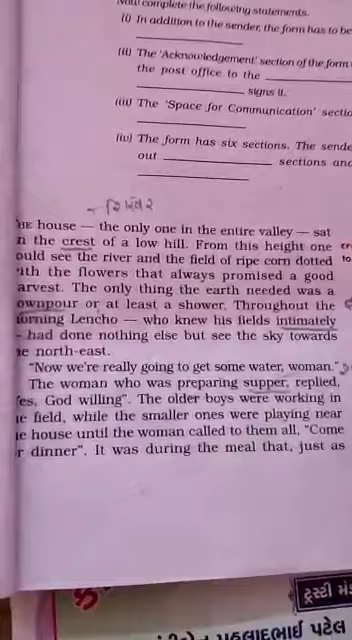 Now complete the following statements.
(i) In addition to the sender, the form has to be
(ii) The 'Acknowledgement' section of the form
the post office to the
signs it.
(iii) The 'Space for Communication' sectio
(iv) The form has six sections. The sende
out sections and
- શિખર
HE house — the only one in the entire valley — sat
n the crest of a low hill. From this height one
ould see the river and the field of ripe corn dotted
ith the flowers that always promised a good
arvest. The only thing the earth needed was a
ownpour or at least a shower. Throughout the
orning Lencho — who knew his fields intimately
- had done nothing else but see the sky towards
he north-east.
"Now we're really going to get some water, woman."
The woman who was preparing supper, replied,
es, God willing". The older boys were working in
he field, while the smaller ones were playing near
he house until the woman called to them all, "Come
r dinner". It was during the meal that, just as
cr
to
ટ્રસ્ટી મં
પ્રહલાદભાઈ પટેલ